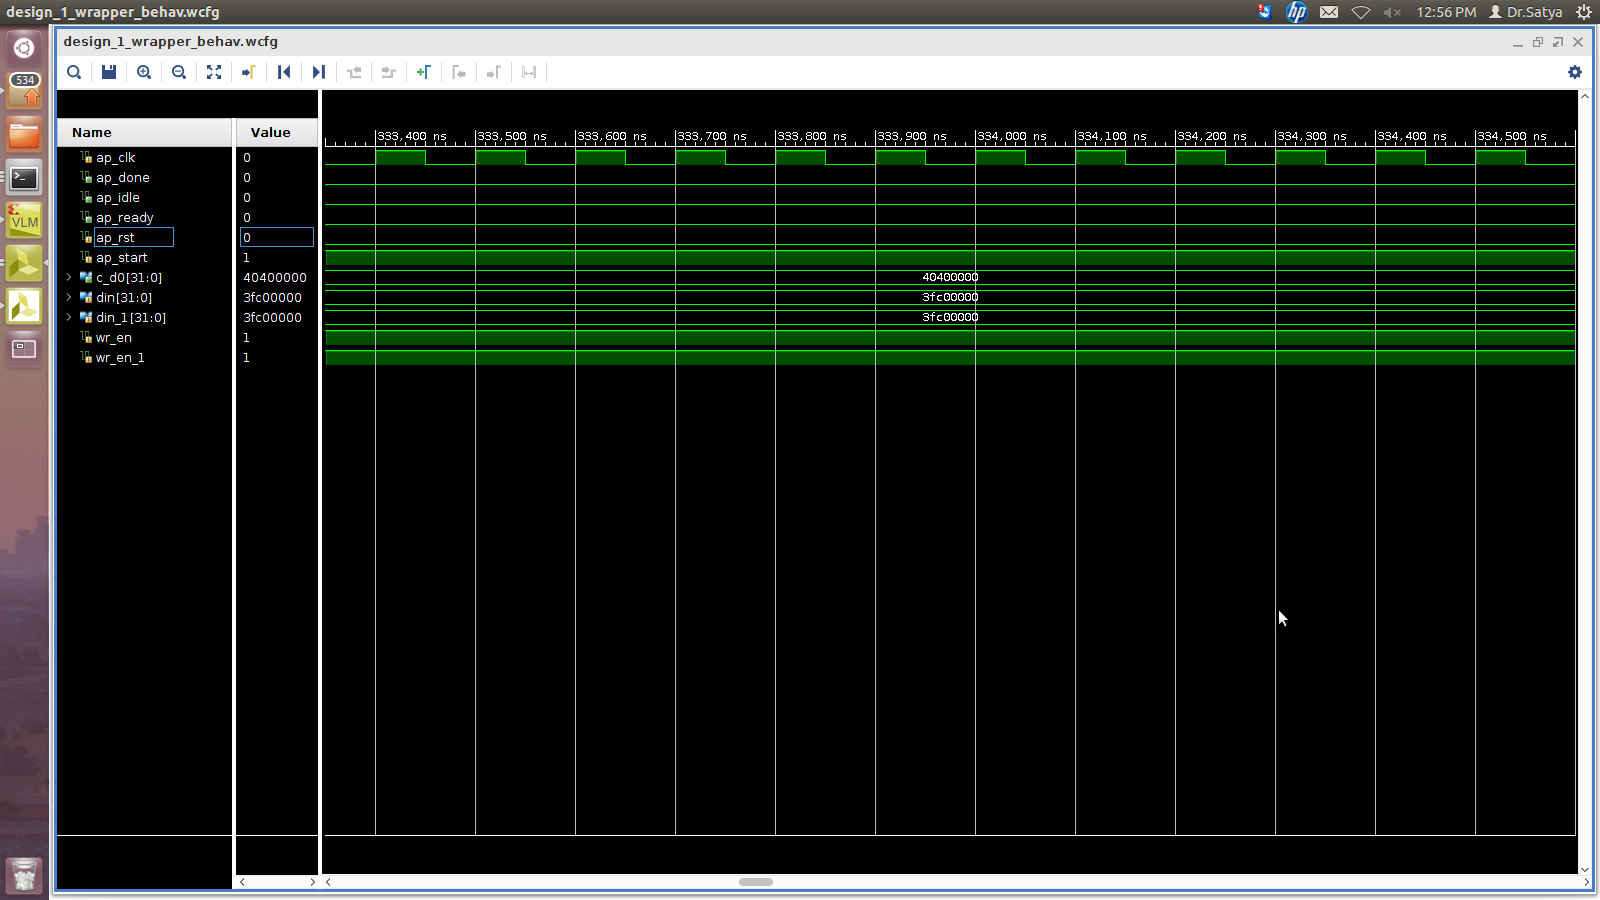 design_1_wrapper_behav.wcfg
12:56 PM Dr.Satya
design_1_wrapper_behav.wcfg
534
VLM
hp
Name Value
333,400 ns 333,500 ns 333,600 ns 333,700 ns 333,800 ns 333,900 ns 334,000 ns 334,100 ns 334,200 ns 334,300 ns 334,400 ns 334,500 ns
ap_clk 0
ap_done 0
ap_idle 0
ap_ready 0
ap_rst 0
ap_start 1
c_d0[31:0] 40400000 40400000
din[31:0] 3fc00000 3fc00000
din_1[31:0] 3fc00000 3fc00000
wr_en 1
wr_en_1 1